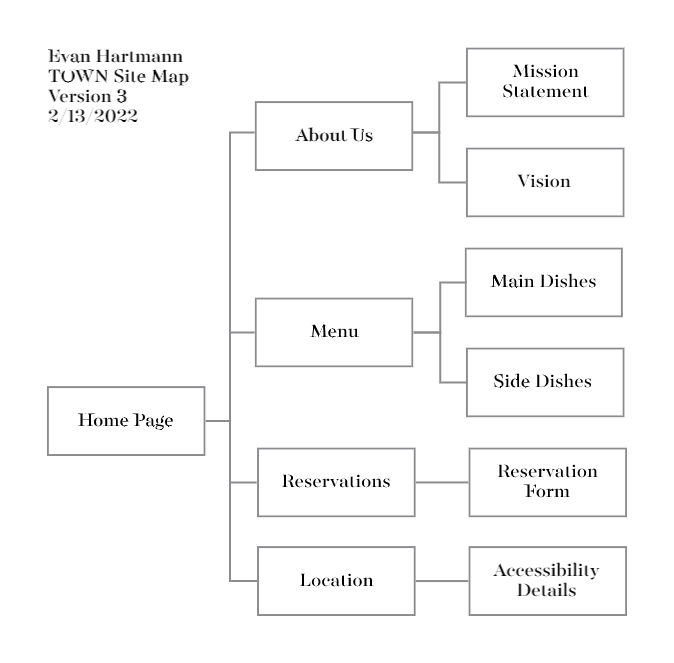 Evan Hartmann
TOWN Site Map
Version 3
2/13/2022
Mission
Statement
About Us
Vision
Main Dishes
Menu
Side Dishes
Home Page
Reservations
Reservation
Form
Location
Accessibility
Details